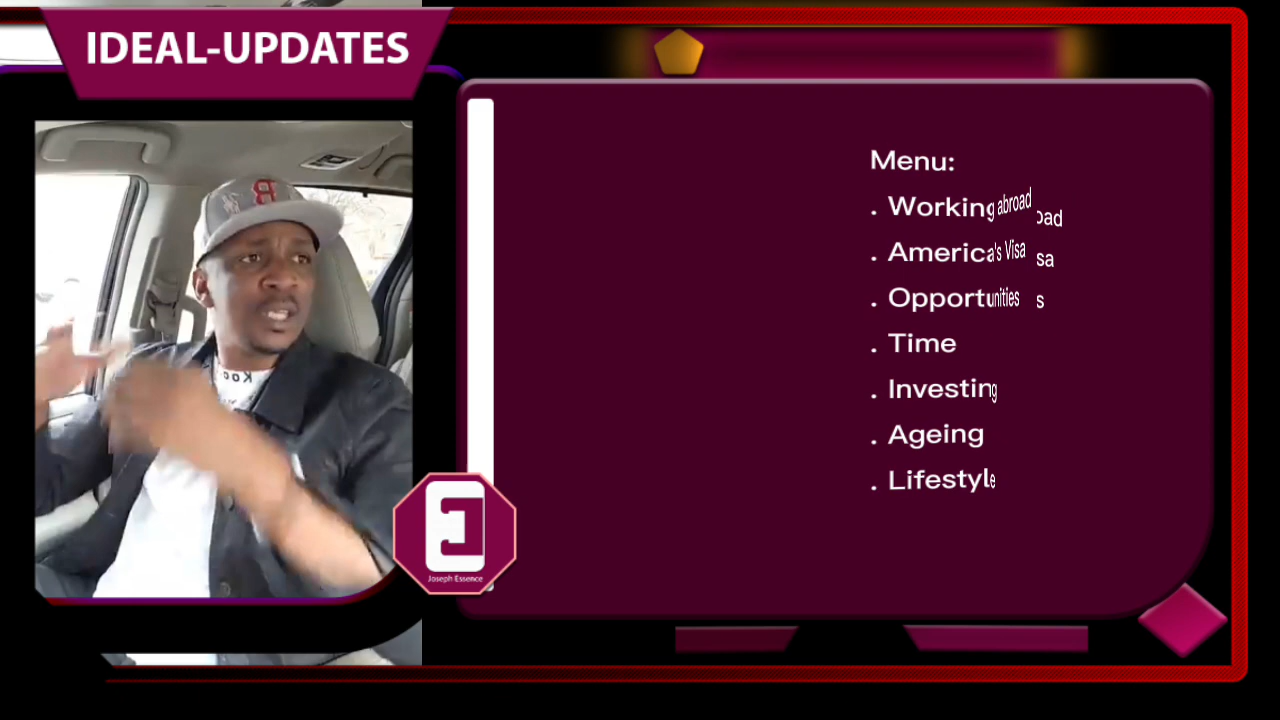 IDEAL-UPDATES
Menu:
. Working abroad
. America's Visa
. Opportunities
. Time
. Investing
. Ageing
. Lifestyle
Joseph Essence